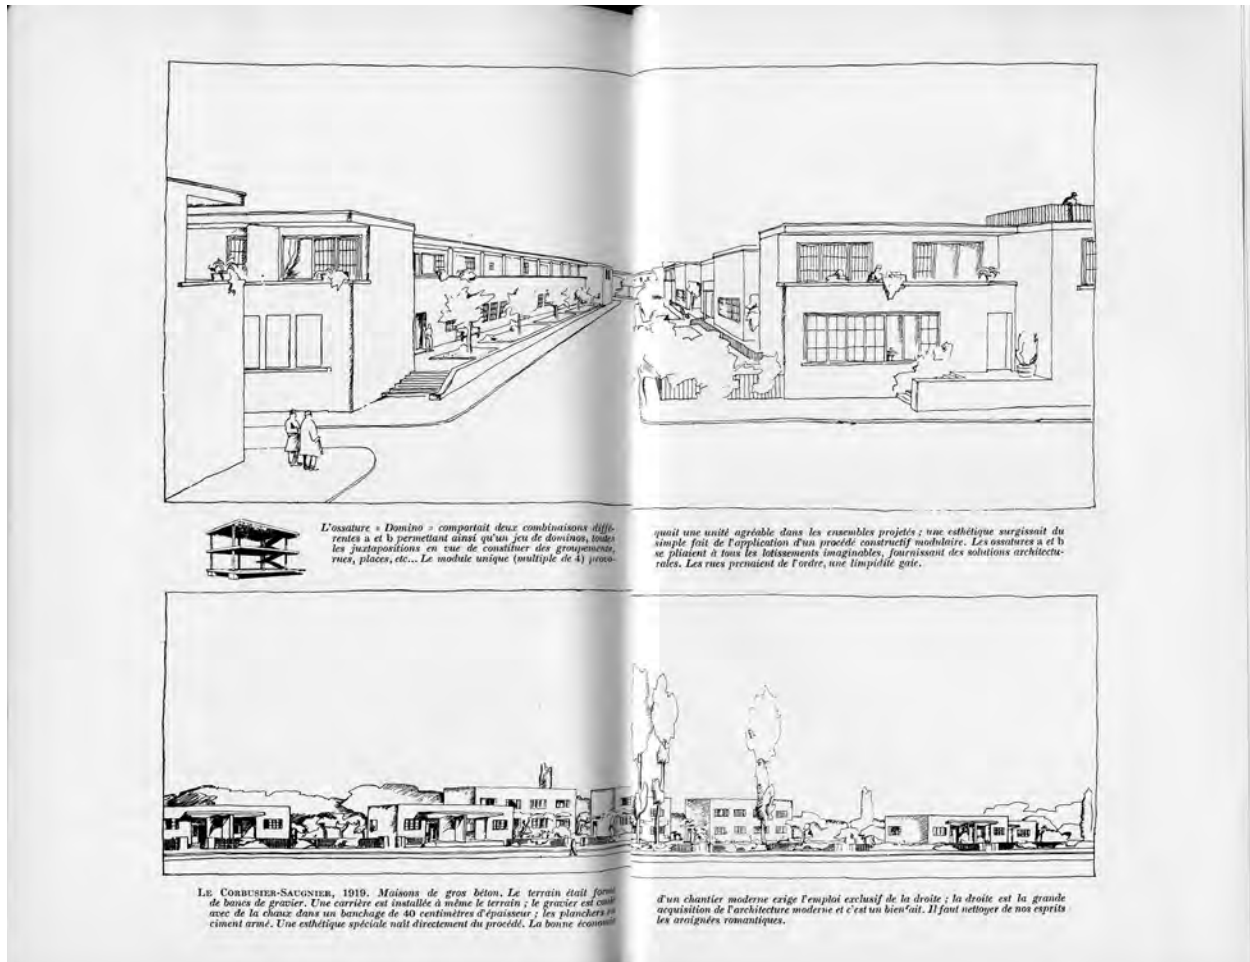 L'ossature « Domino » comportait deux combinaisons diffé-
rentes a et b permettant ainsi qu'un jeu de dominos, toutes
les juxtapositions en vue de constituer des groupements,
rues, places, etc... Le module unique (multiple de 4) provo-
quait une unité agréable dans les ensembles projetés ; une esthétique surgissait du
simple fait de l'application d'un procédé constructif modulaire. Les ossatures a et b
se pliaient à tous les lotissements imaginables, fournissant des solutions architectu-
rales. Les rues prenaient de l'ordre, une limpidité gaie.
LE CORBUSIER-SAUGNIER, 1919. Maisons de gros béton. Le terrain était formé
de bancs de gravier. Une carrière est installée à même le terrain ; le gravier est
avec de la chaux dans un banchage de 40 centimètres d'épaisseur ; les planchers en
ciment armé. Une esthétique spéciale naît directement du procédé. La bonne économie
d'un chantier moderne exige l'emploi exclusif de la droite ; la droite est la grande
acquisition de l'architecture moderne et c'est un bienfait. Il faut nettoyer de nos esprits
les araignées romantiques.